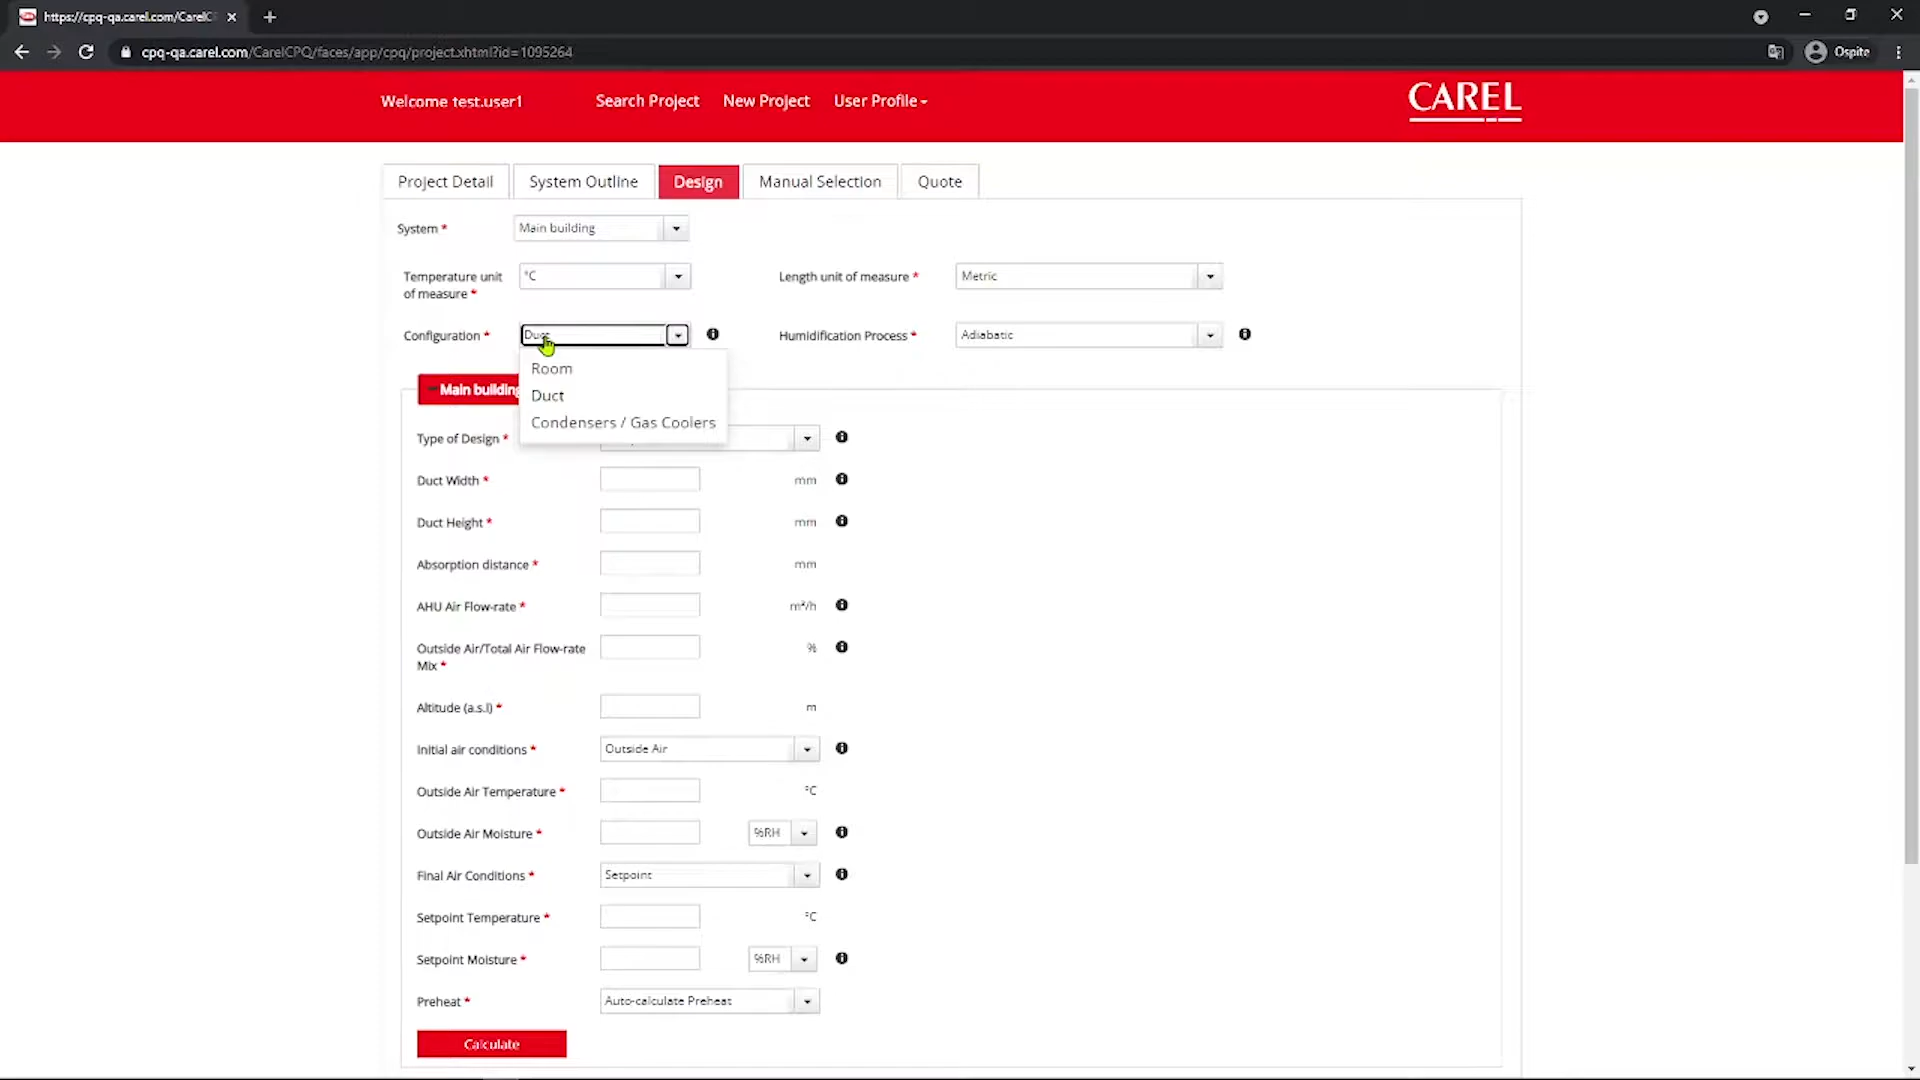 https://cpq-qa.carel.com/CarelC
cpq-qa.carel.com/CarelCPQ/faces/app/cpq/project.xhtml?id=1095264
Ospite
Welcome test.user1
Search Project
New Project
User Profile
CAREL
Project Detail
System Outline
Design
Manual Selection
Quote
System *
Main building
Temperature unit
of measure *
°C
Length unit of measure *
Metric
Configuration *
Duct
Humidification Process *
Adiabatic
Room
Duct
Condensers / Gas Coolers
Main building
Type of Design *
Duct Width *
mm
Duct Height *
mm
Absorption distance *
mm
AHU Air Flow-rate *
m³/h
Outside Air/Total Air Flow-rate
Mix *
%
Altitude (a.s.l) *
m
Initial air conditions *
Outside Air
Outside Air Temperature *
°C
Outside Air Moisture *
%RH
Final Air Conditions *
Setpoint
Setpoint Temperature *
°C
Setpoint Moisture *
%RH
Preheat *
Auto-calculate Preheat
Calculate